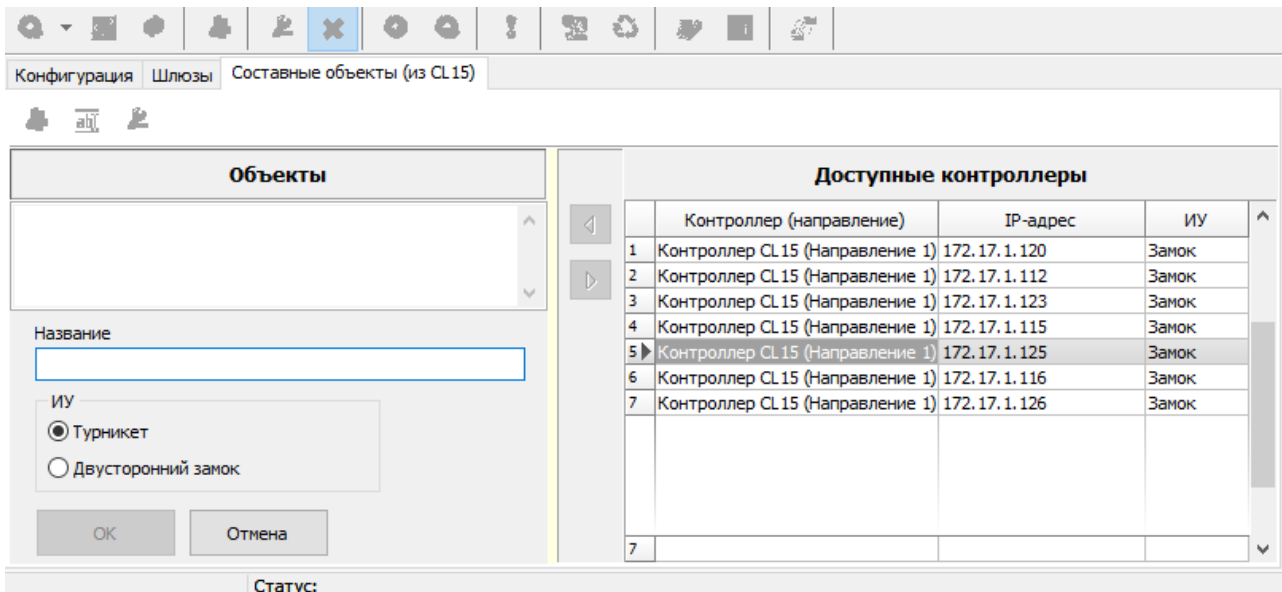 Конфигурация Шлюзы Составные объекты (из CL15)
ab
Объекты
Доступные контроллеры
Контроллер (направление) IP-адрес ИУ
1 Контроллер CL15 (Направление 1) 172.17.1.120 Замок
2 Контроллер CL15 (Направление 1) 172.17.1.112 Замок
3 Контроллер CL15 (Направление 1) 172.17.1.123 Замок
4 Контроллер CL15 (Направление 1) 172.17.1.115 Замок
5 Контроллер CL15 (Направление 1) 172.17.1.125 Замок
6 Контроллер CL15 (Направление 1) 172.17.1.116 Замок
7 Контроллер CL15 (Направление 1) 172.17.1.126 Замок
7
Название
ИУ
Турникет
Двусторонний замок
ОК Отмена
Статус: